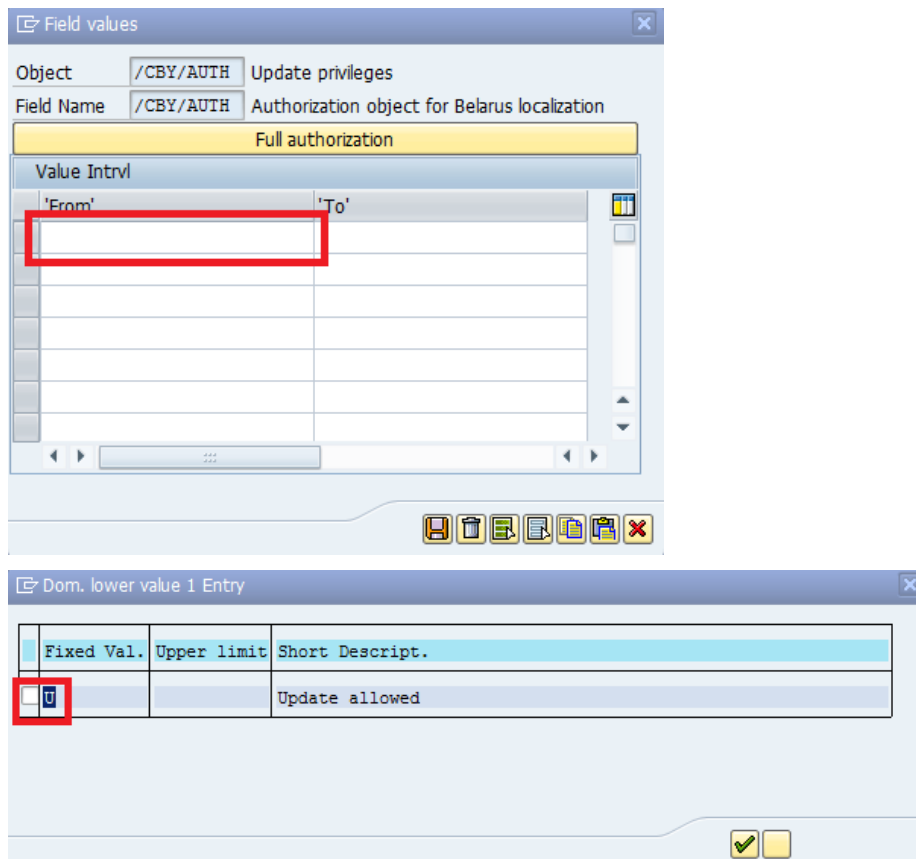 Field values
Object /CBY/AUTH Update privileges
Field Name /CBY/AUTH Authorization object for Belarus localization
Full authorization
Value Intrvl
'From' 'To'
Dom. lower value 1 Entry
Fixed Val. Upper limit Short Descript.
U Update allowed